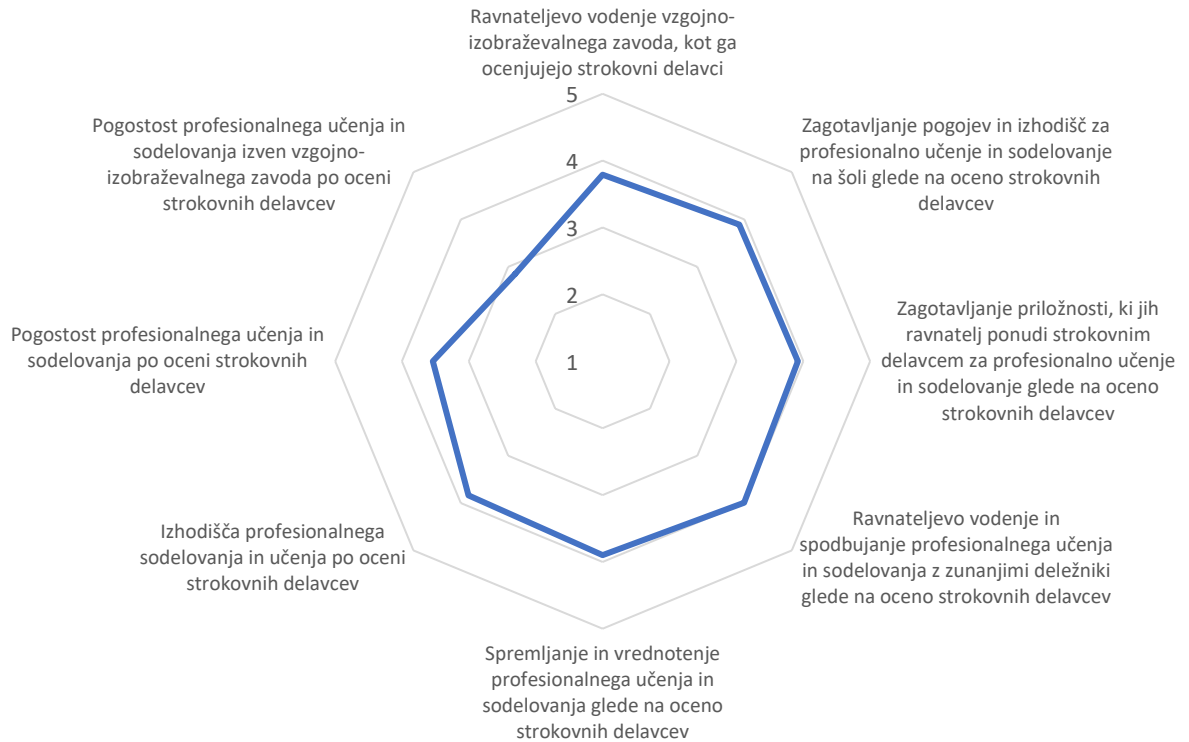 Ravnateljevo vodenje vzgojno-
izobraževalnega zavoda, kot ga
ocenjujejo strokovni delavci
Zagotavljanje pogojev in izhodišč za
profesionalno učenje in sodelovanje
na šoli glede na oceno strokovnih
delavcev
Zagotavljanje priložnosti, ki jih
ravnatelj ponudi strokovnim
delavcem za profesionalno učenje
in sodelovanje glede na oceno
strokovnih delavcev
Ravnateljevo vodenje in
spodbujanje profesionalnega učenja
in sodelovanja z zunanjimi deležniki
glede na oceno strokovnih delavcev
Spremljanje in vrednotenje
profesionalnega učenja in
sodelovanja glede na oceno
strokovnih delavcev
Izhodišča profesionalnega
sodelovanja in učenja po oceni
strokovnih delavcev
Pogostost profesionalnega učenja in
sodelovanja po oceni strokovnih
delavcev
Pogostost profesionalnega učenja in
sodelovanja izven vzgojno-
izobraževalnega zavoda po oceni
strokovnih delavcev
5
4
3
2
1